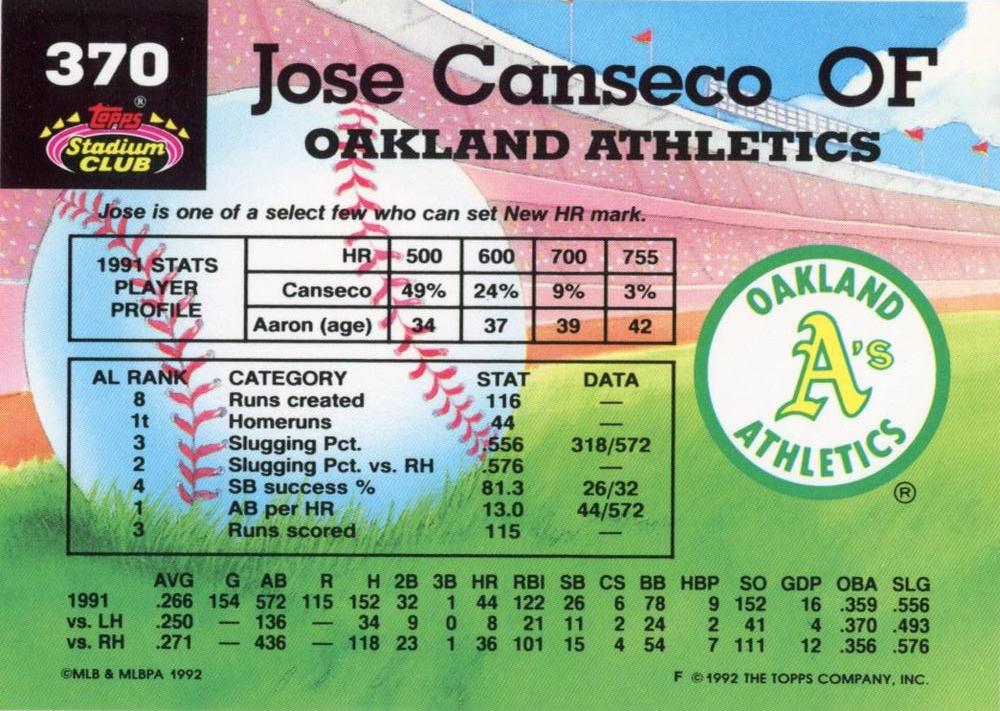 370
Topps ®
Stadium
CLUB
Jose Canseco OF
OAKLAND ATHLETICS
Jose is one of a select few who can set New HR mark.
1991 STATS
PLAYER
PROFILE
HR 500 600 700 755
Canseco 49% 24% 9% 3%
Aaron (age) 34 37 39 42
OAKLAND
A's
ATHLETICS
®
AL RANK CATEGORY STAT DATA
8 Runs created 116 —
1t Homeruns 44 —
3 Slugging Pct. .556 318/572
2 Slugging Pct. vs. RH .576 —
4 SB success % 81.3 26/32
1 AB per HR 13.0 44/572
3 Runs scored 115 —
AVG G AB R H 2B 3B HR RBI SB CS BB HBP SO GDP OBA SLG
1991 .266 154 572 115 152 32 1 44 122 26 6 78 9 152 16 .359 .556
vs. LH .250 — 136 — 34 9 0 8 21 11 2 24 2 41 4 .370 .493
vs. RH .271 — 436 — 118 23 1 36 101 15 4 54 7 111 12 .356 .576
©MLB & MLBPA 1992
F © 1992 THE TOPPS COMPANY, INC.